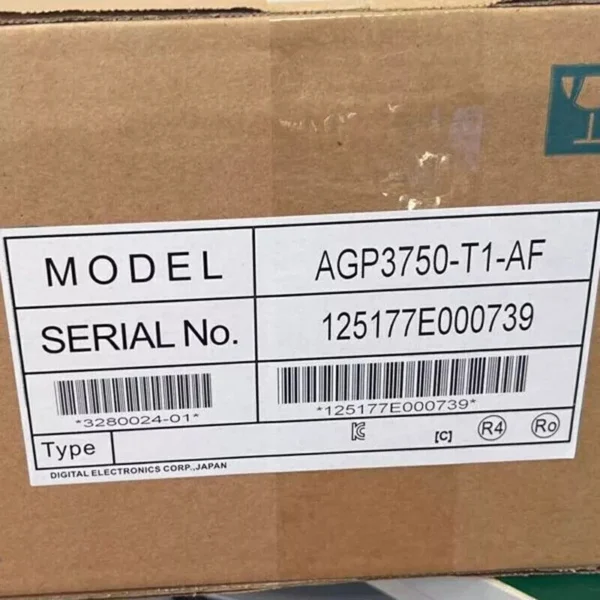 MODEL AGP3750-T1-AF
SERIAL No. 125177E000739
*3280024-01* *125177E000739*
Type [C] R4 Ro
DIGITAL ELECTRONICS CORP.,JAPAN